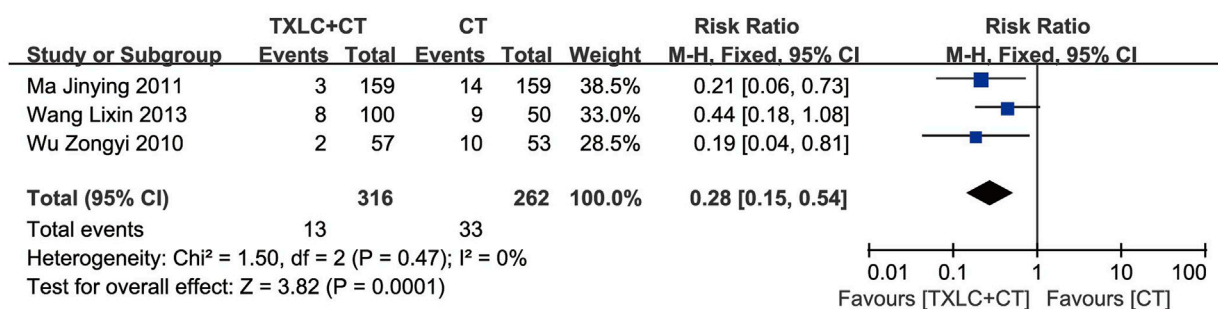 TXLC+CT CT Risk Ratio Risk Ratio
Study or Subgroup Events Total Events Total Weight M-H, Fixed, 95% CI M-H, Fixed, 95% CI
Ma Jinying 2011 3 159 14 159 38.5% 0.21 [0.06, 0.73]
Wang Lixin 2013 8 100 9 50 33.0% 0.44 [0.18, 1.08]
Wu Zongyi 2010 2 57 10 53 28.5% 0.19 [0.04, 0.81]
Total (95% CI) 316 262 100.0% 0.28 [0.15, 0.54]
Total events 13 33
Heterogeneity: Chi² = 1.50, df = 2 (P = 0.47); I² = 0%
Test for overall effect: Z = 3.82 (P = 0.0001)
0.01 0.1 1 10 100
Favours [TXLC+CT] Favours [CT]